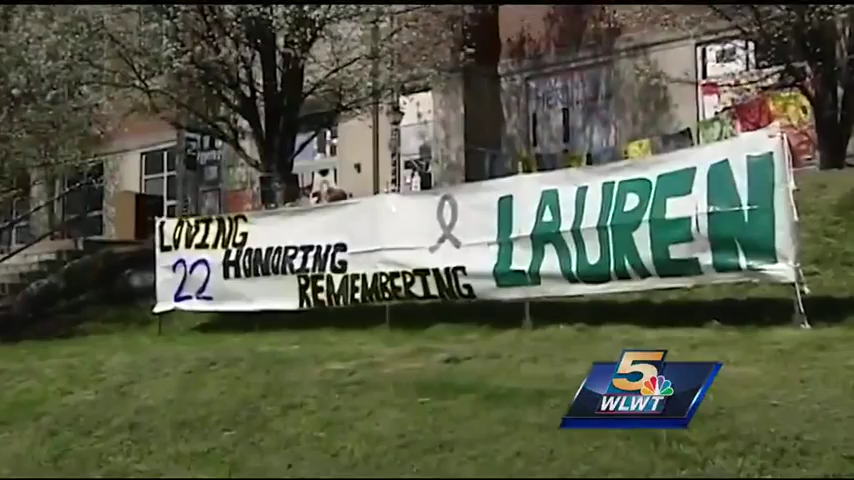 LOVING
22 HONORING
REMEMBERING
LAUREN
5
WLWT